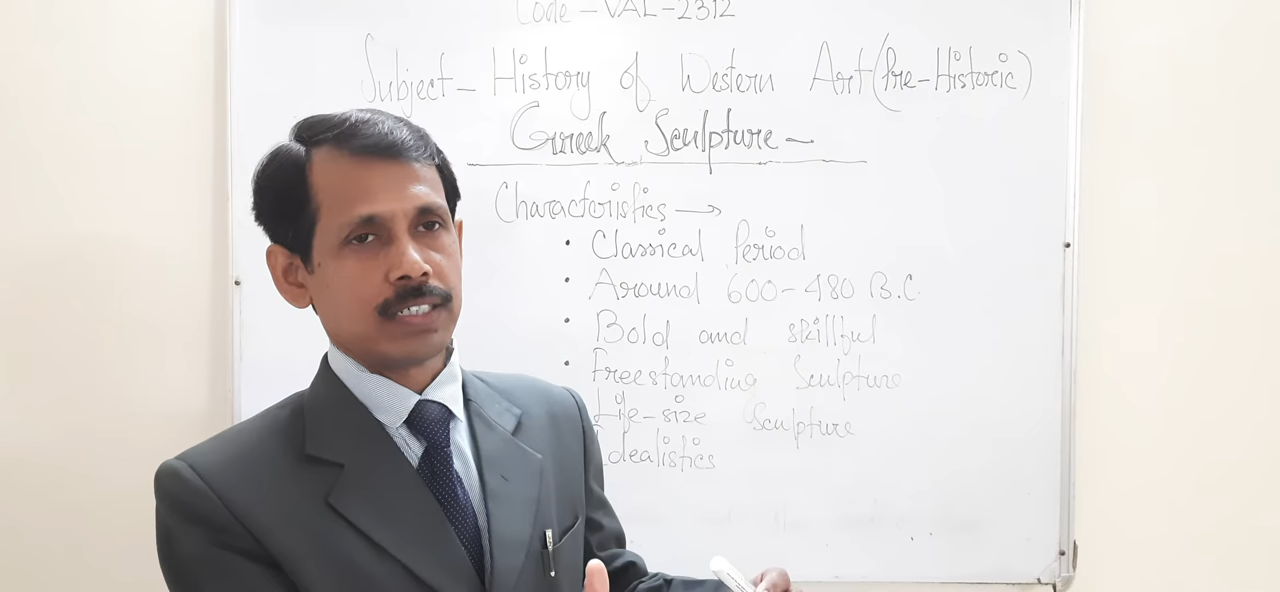 Code - VAL-2312
Subject - History of Western Art (Pre-Historic)
Greek Sculpture -
Characteristics →
• Classical Period
• Around 600-480 B.C.
• Bold and skillful
• Freestanding Sculpture
Life-size Sculpture
Idealistics